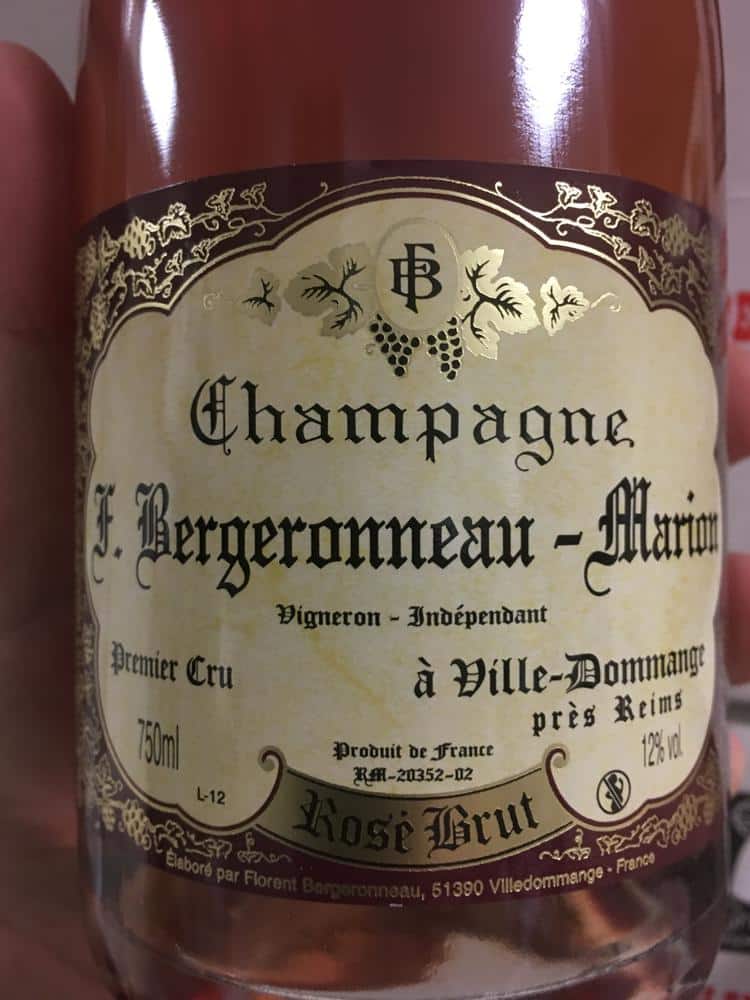 FB
Champagne
F. Bergeronneau - Marion
Vigneron - Indépendant
Premier Cru
à Ville-Dommange
près Reims
750ml
Produit de France
12% vol.
RM-20352-02
L-12
Rosé Brut
Élaboré par Florent Bergeronneau, 51390 Villedommange - France